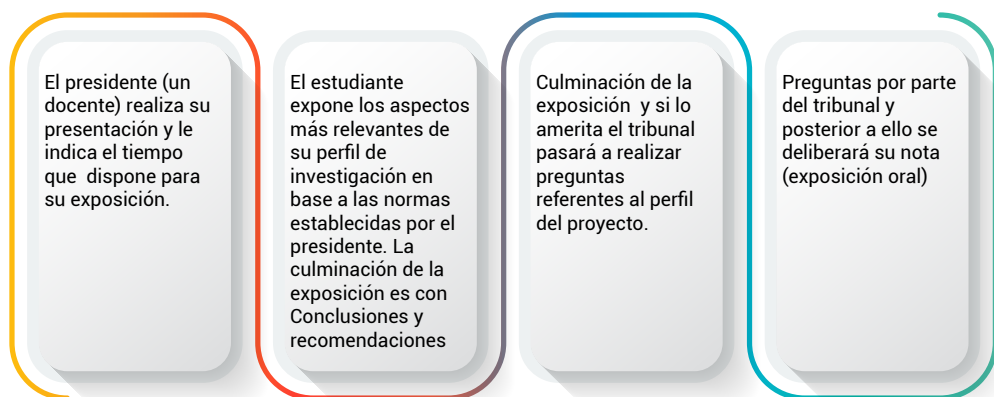 El presidente (un
docente) realiza su
presentación y le
indica el tiempo
que dispone para
su exposición.
El estudiante
expone los aspectos
más relevantes de
su perfil de
investigación en
base a las normas
establecidas por el
presidente. La
culminación de la
exposición es con
Conclusiones y
recomendaciones
Culminación de la
exposición y si lo
amerita el tribunal
pasará a realizar
preguntas
referentes al perfil
del proyecto.
Preguntas por parte
del tribunal y
posterior a ello se
deliberará su nota
(exposición oral)